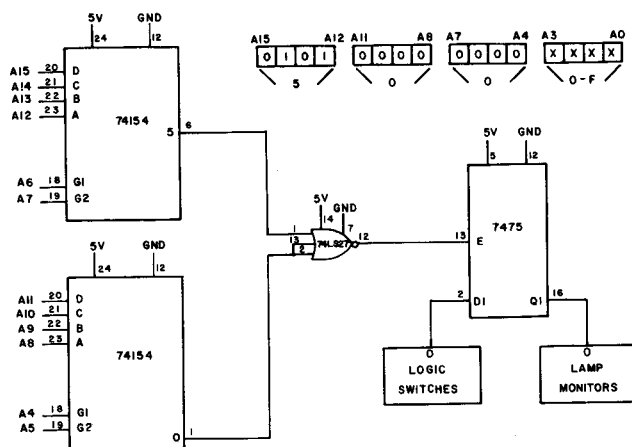 5V GND
24 12
A15 20 D
A14 21 C
A13 22 B
A12 23 A
74154
5 6
A6 18 G1
A7 19 G2
5V GND
24 12
A11 20 D
A10 21 C
A9 22 B
A8 23 A
74154
A4 18 G1
A5 19 G2
0 1
A15 A12 A11 A8 A7 A4 A3 A0
0 1 0 1 0 0 0 0 0 0 0 0 X X X X
5 0 0 0-F
5V GND
14 7
1
13
2
74LS27
12
5V GND
5 12
7475
13 E
2 D1 Q1 16
0
LOGIC
SWITCHES
0
LAMP
MONITORS